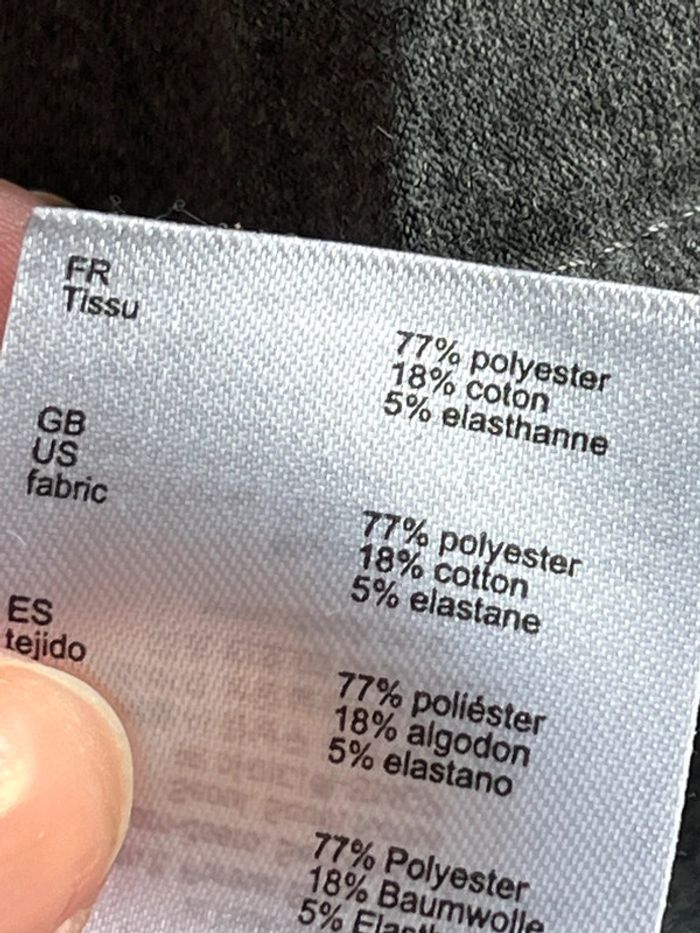 FR
Tissu
77% polyester
18% coton
5% elasthanne
GB
US
fabric
77% polyester
18% cotton
5% elastane
ES
tejido
77% poliéster
18% algodon
5% elastano
77% Polyester
18% Baumwolle
5%